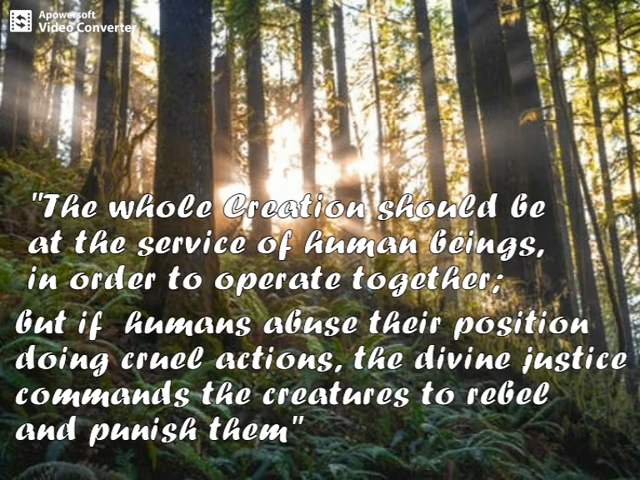 Apowersoft
Video Converter
"The whole Creation should be
at the service of human beings,
in order to operate together;
but if humans abuse their position
doing cruel actions, the divine justice
commands the creatures to rebel
and punish them"